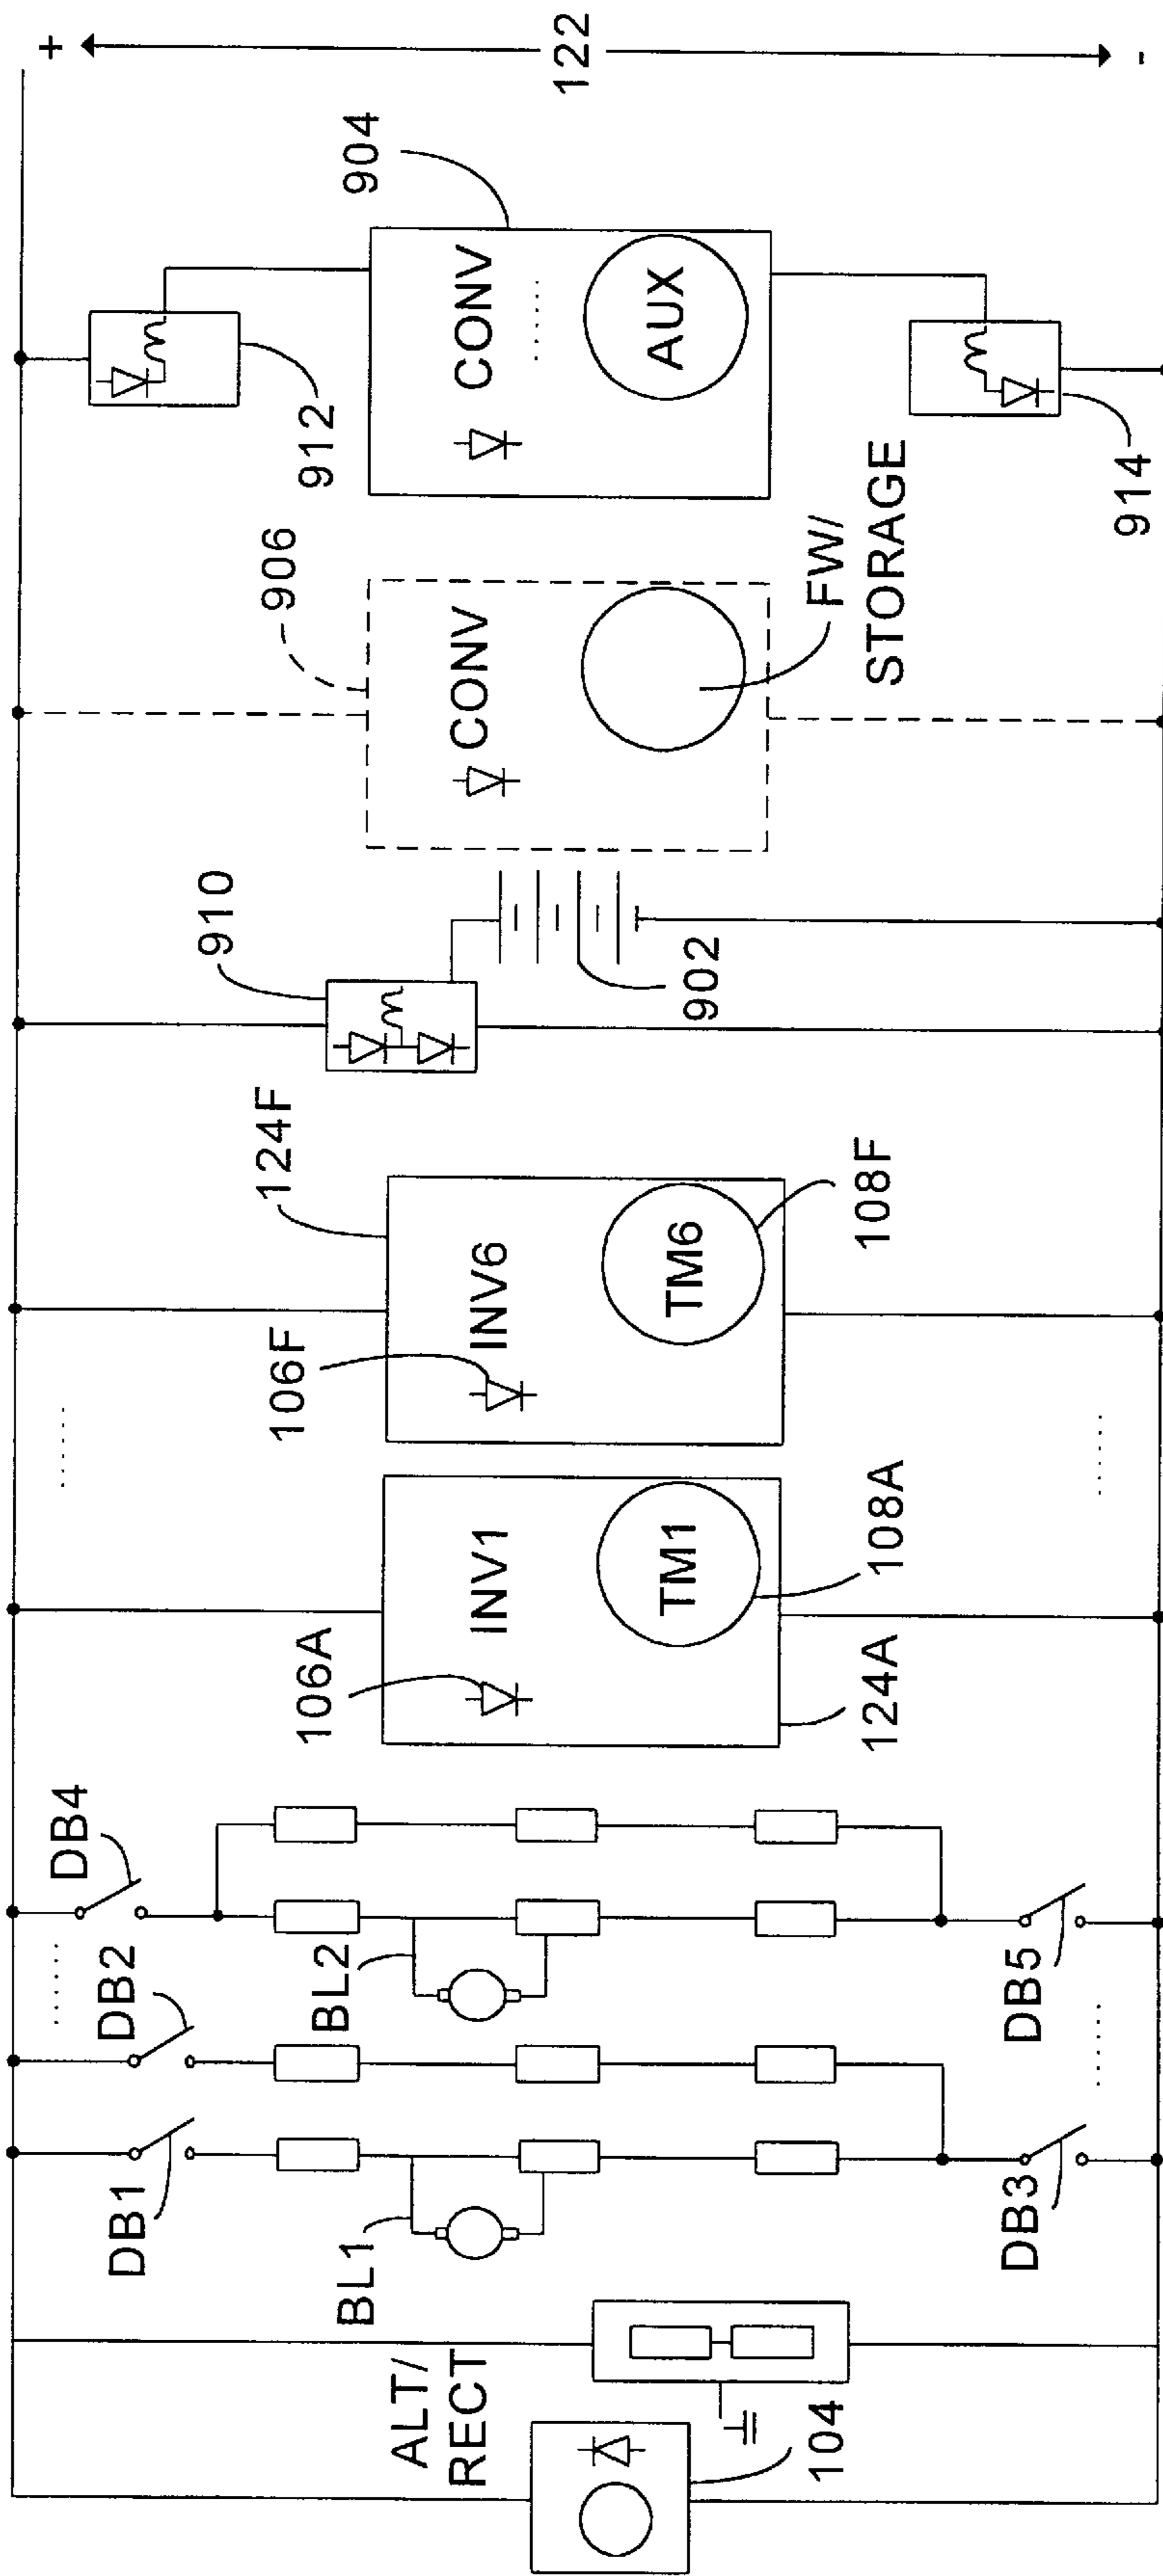 +
122
-
904
CONV
AUX
912
914
906
CONV
FW/
STORAGE
910
902
124F
INV6
106F
TM6
108F
INV1
106A
TM1
108A
124A
DB4
DB2
BL2
DB5
DB1
BL1
DB3
ALT/
RECT
104